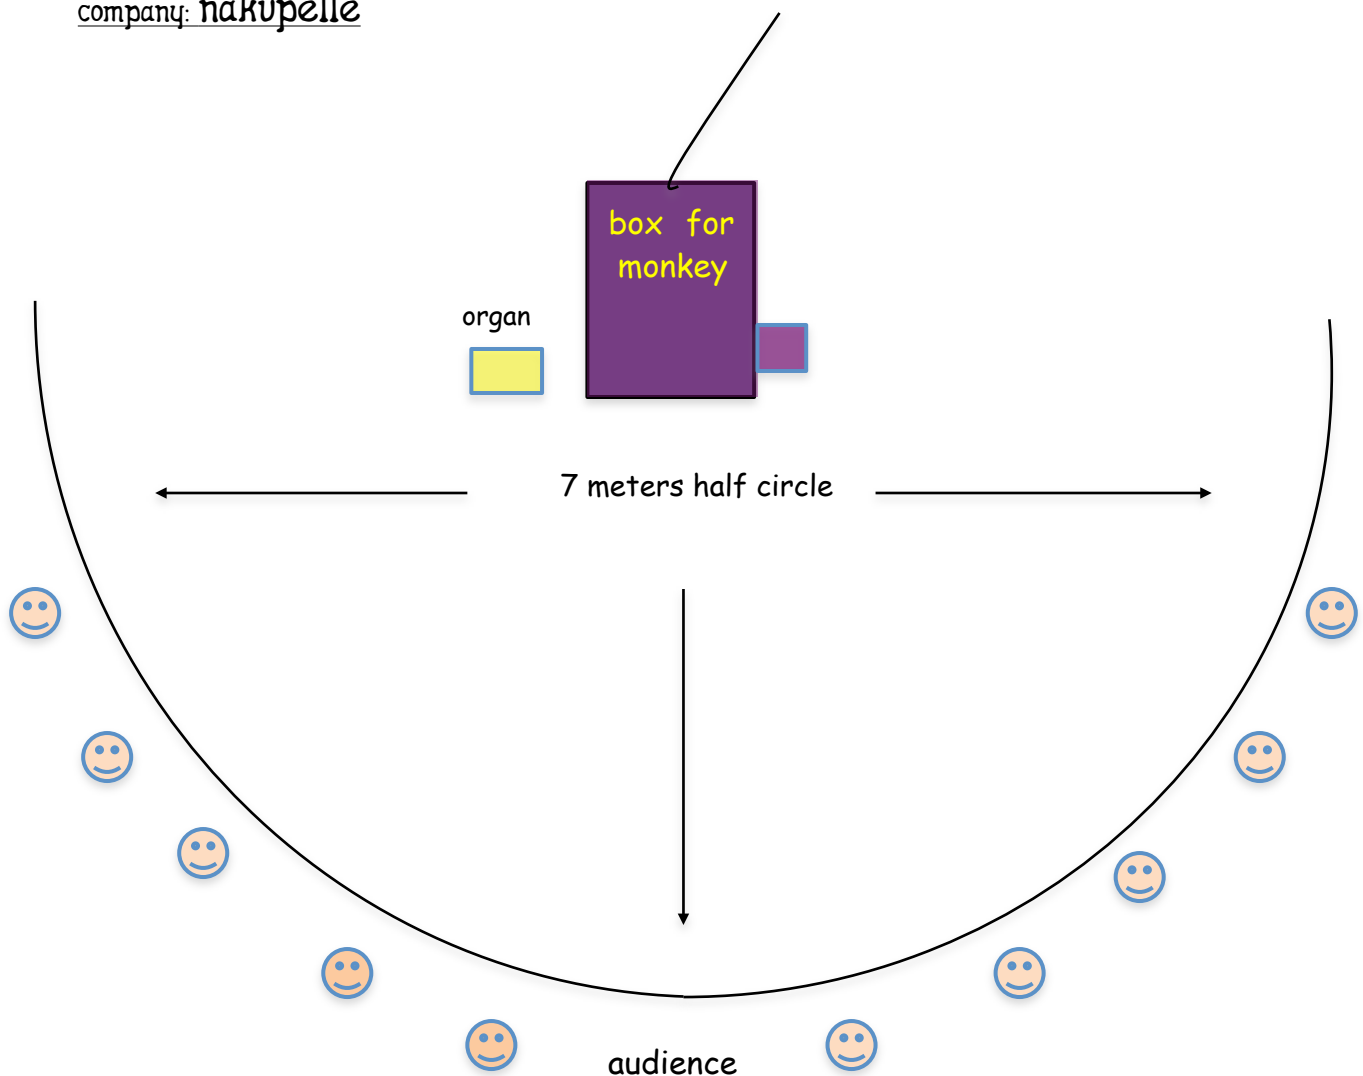 company: nakupelle
box for
monkey
organ
7 meters half circle
audience